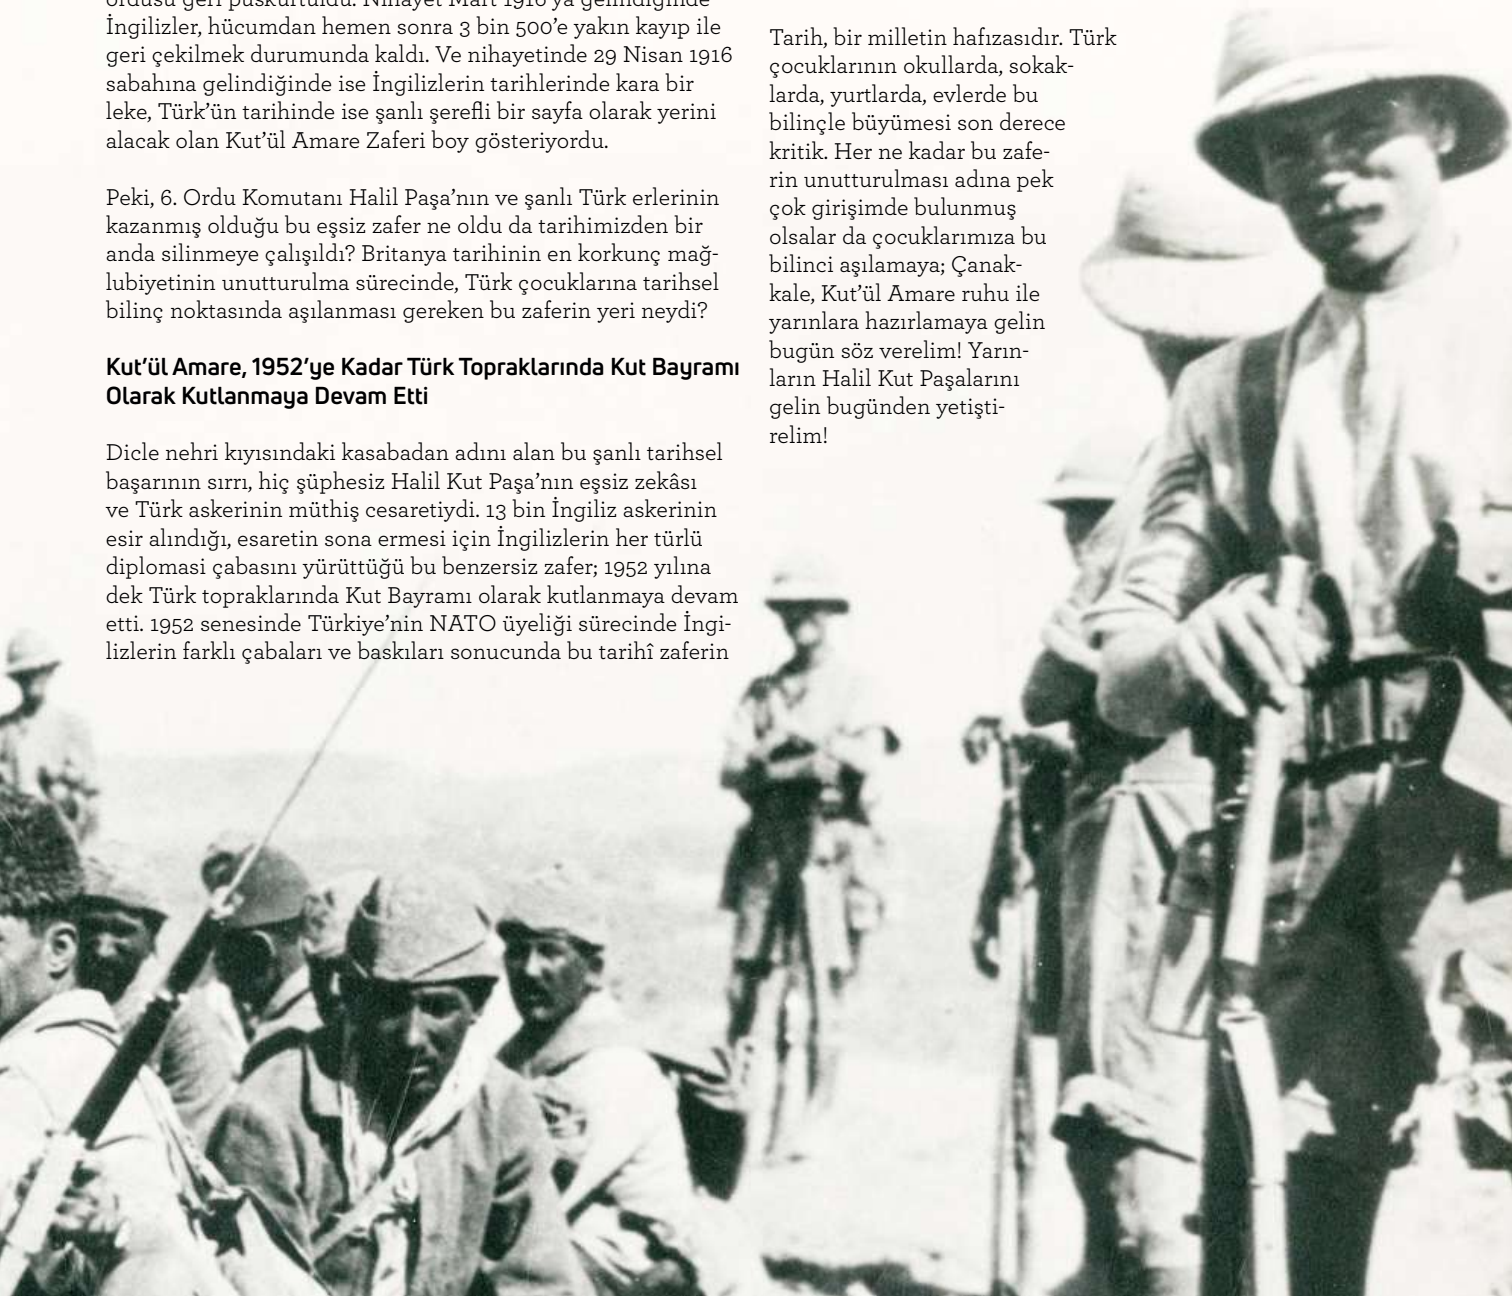 ordusu geri püskürtüldü. Nihayet Mart 1916'ya gelindiğinde
İngilizler, hücumdan hemen sonra 3 bin 500’e yakın kayıp ile
geri çekilmek durumunda kaldı. Ve nihayetinde 29 Nisan 1916
sabahına gelindiğinde ise İngilizlerin tarihlerinde kara bir
leke, Türk’ün tarihinde ise şanlı şerefli bir sayfa olarak yerini
alacak olan Kut’ül Amare Zaferi boy gösteriyordu.
Peki, 6. Ordu Komutanı Halil Paşa’nın ve şanlı Türk erlerinin
kazanmış olduğu bu eşsiz zafer ne oldu da tarihimizden bir
anda silinmeye çalışıldı? Britanya tarihinin en korkunç mağ-
lubiyetinin unutturulma sürecinde, Türk çocuklarına tarihsel
bilinç noktasında aşılanması gereken bu zaferin yeri neydi?
Kut’ül Amare, 1952’ye Kadar Türk Topraklarında Kut Bayramı
Olarak Kutlanmaya Devam Etti
Dicle nehri kıyısındaki kasabadan adını alan bu şanlı tarihsel
başarının sırrı, hiç şüphesiz Halil Kut Paşa’nın eşsiz zekâsı
ve Türk askerinin müthiş cesaretiydi. 13 bin İngiliz askerinin
esir alındığı, esaretin sona ermesi için İngilizlerin her türlü
diplomasi çabasını yürüttüğü bu benzersiz zafer; 1952 yılına
dek Türk topraklarında Kut Bayramı olarak kutlanmaya devam
etti. 1952 senesinde Türkiye’nin NATO üyeliği sürecinde İngi-
lizlerin farklı çabaları ve baskıları sonucunda bu tarihî zaferin
Tarih, bir milletin hafızasıdır. Türk
çocuklarının okullarda, sokak-
larda, yurtlarda, evlerde bu
bilinçle büyümesi son derece
kritik. Her ne kadar bu zafe-
rin unutturulması adına pek
çok girişimde bulunmuş
olsalar da çocuklarımıza bu
bilinci aşılamaya; Çanak-
kale, Kut’ül Amare ruhu ile
yarınlara hazırlamaya gelin
bugün söz verelim! Yarın-
ların Halil Kut Paşalarını
gelin bugünden yetişti-
relim!